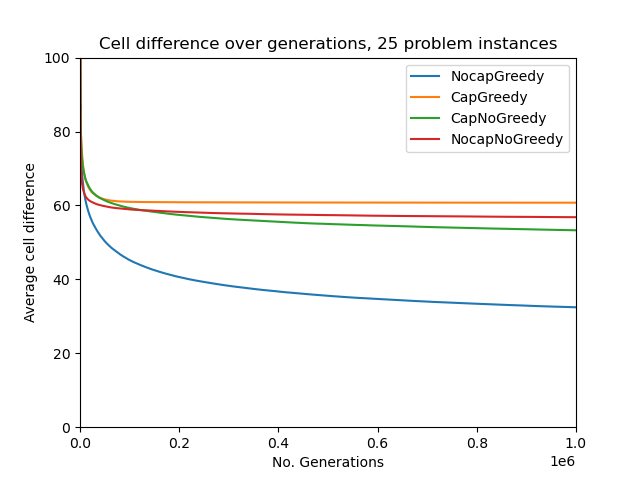 Cell difference over generations, 25 problem instances
NocapGreedy
CapGreedy
CapNoGreedy
NocapNoGreedy
Average cell difference
100
80
60
40
20
0
0.0 0.2 0.4 0.6 0.8 1.0
1e6
No. Generations